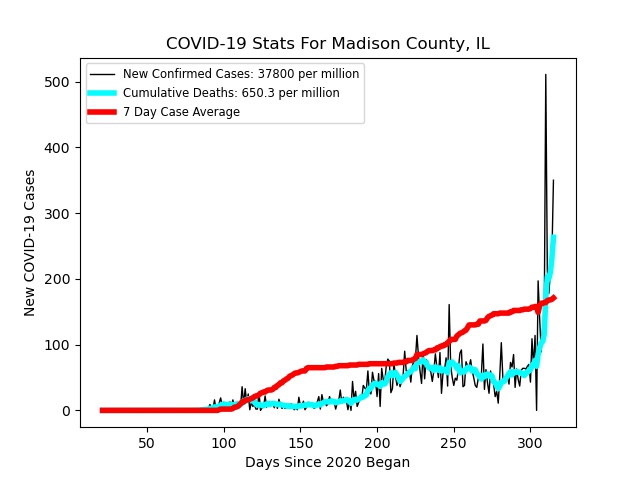 COVID-19 Stats For Madison County, IL
New Confirmed Cases: 37800 per million
Cumulative Deaths: 650.3 per million
7 Day Case Average
New COVID-19 Cases
500
400
300
200
100
0
50
100
150
200
250
300
Days Since 2020 Began